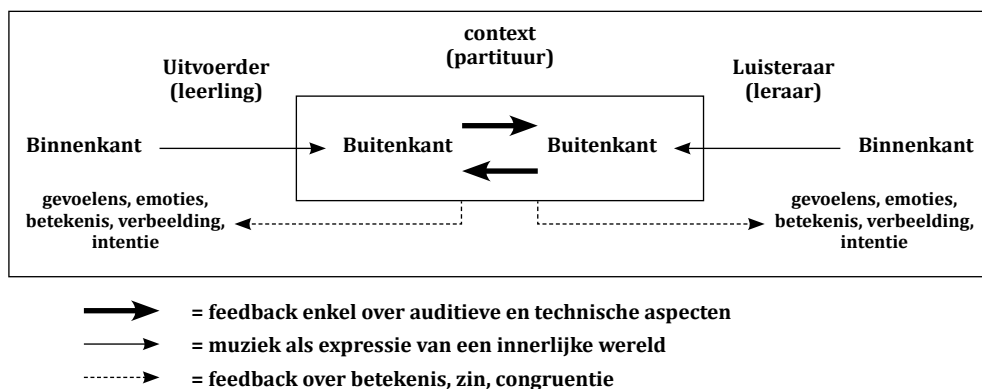 context
(partituur)
Uitvoerder
(leerling)
Luisteraar
(leraar)
Binnenkant
Buitenkant
Buitenkant
Binnenkant
gevoelens, emoties,
betekenis, verbeelding,
intentie
gevoelens, emoties,
betekenis, verbeelding,
intentie
= feedback enkel over auditieve en technische aspecten
= muziek als expressie van een innerlijke wereld
= feedback over betekenis, zin, congruentie